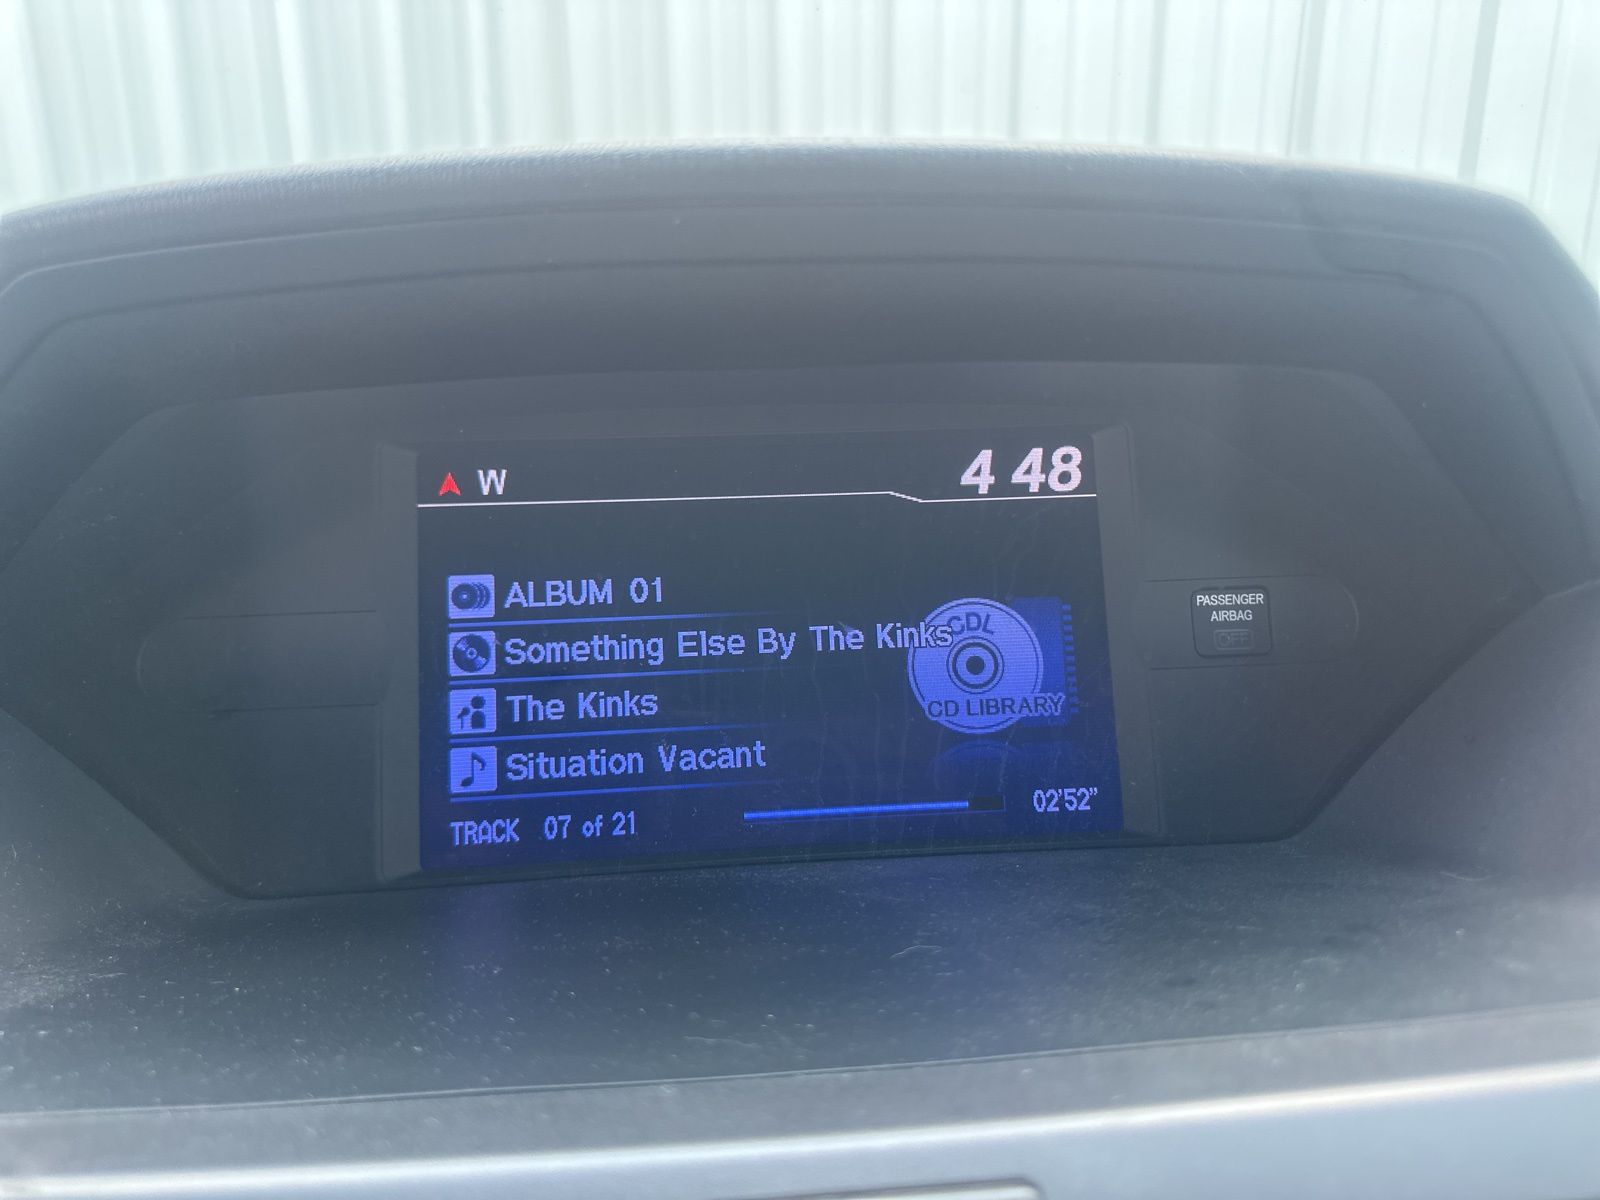 W
4 48
ALBUM 01
Something Else By The Kinks
The Kinks
Situation Vacant
CDL
CD LIBRARY
TRACK 07 of 21
02'52"
PASSENGER
AIRBAG
OFF